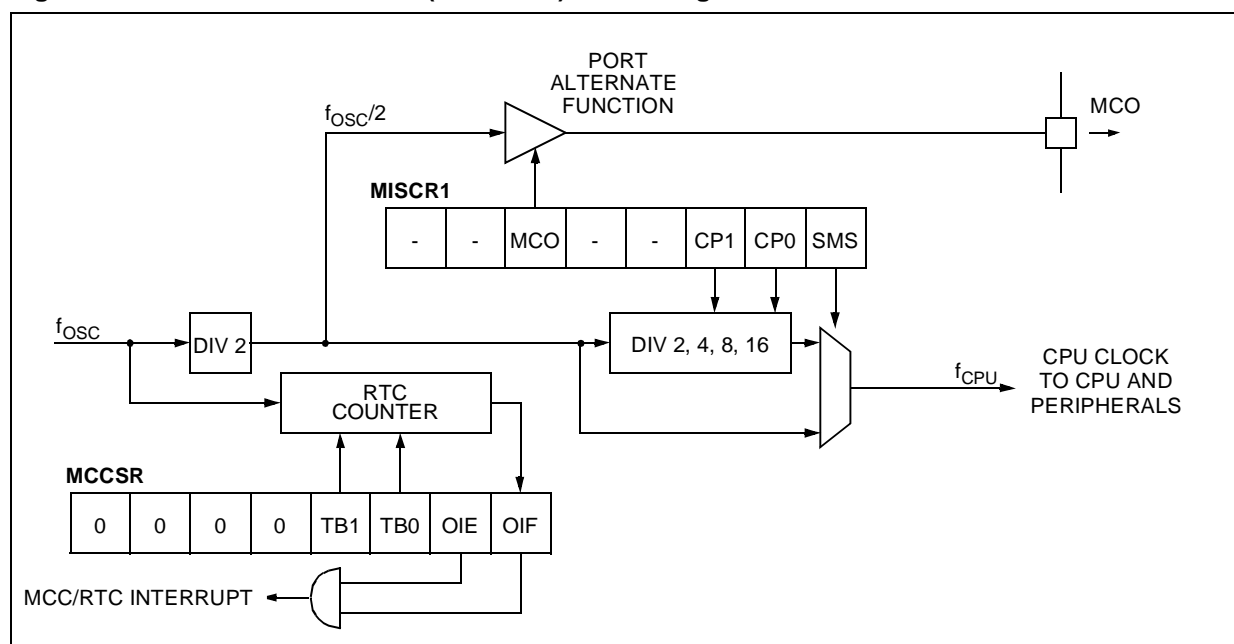 PORT
ALTERNATE
FUNCTION
fOSC/2
MCO
MISCR1
- - MCO - - CP1 CP0 SMS
fOSC
DIV 2
DIV 2, 4, 8, 16
RTC
COUNTER
fCPU
CPU CLOCK
TO CPU AND
PERIPHERALS
MCCSR
0 0 0 0 TB1 TB0 OIE OIF
MCC/RTC INTERRUPT